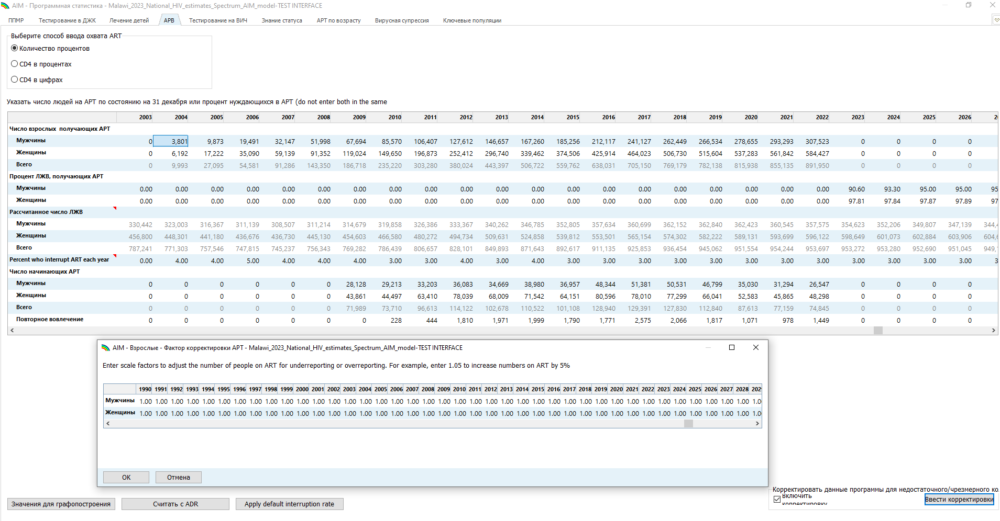 AIM - Програмнная статистика - Malawi_2023_National_HIV_estimates_Spectrum_AIM_model-TEST INTERFACE
ППМР Тестирование в ДЖК Лечение детей АРВ Тестирование на ВИЧ Знание статуса АРТ по возрасту Вирусная супрессия Ключевые популяции
Выберите способ ввода охвата ART
Количество процентов
CD4 в процентах
CD4 в цифрах
Указать число людей на АРТ по состоянию на 31 декабря или процент нуждающихся в АРТ (do not enter both in the same
2003 2004 2005 2006 2007 2008 2009 2010 2011 2012 2013 2014 2015 2016 2017 2018 2019 2020 2021 2022 2023 2024 2025 2026 2
Число взрослых получающих АРТ
Мужчины 0 3,801 9,873 19,491 32,147 51,998 67,694 85,570 106,407 127,612 146,657 167,260 185,256 212,117 241,127 262,449 266,534 278,655 293,293 307,523 0 0 0 0
Женщины 0 6,192 17,222 35,090 59,139 91,352 119,024 149,650 196,873 252,412 296,740 339,462 374,506 425,914 464,023 506,730 515,604 537,283 561,842 584,427 0 0 0 0
Всего 0 9,993 27,095 54,581 91,286 143,350 186,718 235,220 303,280 380,024 443,397 506,722 559,762 638,031 705,150 769,179 782,138 815,938 855,135 891,950 0 0 0 0
Процент ЛЖВ, получающих АРТ
Мужчины 0.00 0.00 0.00 0.00 0.00 0.00 0.00 0.00 0.00 0.00 0.00 0.00 0.00 0.00 0.00 0.00 0.00 0.00 0.00 0.00 90.60 93.30 95.00 95.00 95
Женщины 0.00 0.00 0.00 0.00 0.00 0.00 0.00 0.00 0.00 0.00 0.00 0.00 0.00 0.00 0.00 0.00 0.00 0.00 0.00 0.00 97.81 97.84 97.87 97.89 97
Рассчитанное число ЛЖВ
Мужчины 330,442 323,003 316,367 311,139 308,507 311,214 314,679 319,858 326,386 333,367 340,262 346,785 352,805 357,634 360,699 362,152 362,840 362,423 360,545 357,575 354,623 352,206 349,807 347,139 344,
Женщины 456,800 448,301 441,180 436,676 436,730 445,130 454,603 466,580 480,272 494,734 509,631 524,858 539,812 553,501 565,154 574,302 582,222 589,131 593,699 596,122 598,649 601,073 602,884 603,906 604,
Всего 787,241 771,303 757,546 747,815 745,237 756,343 769,282 786,439 806,657 828,101 849,893 871,643 892,617 911,135 925,853 936,454 945,062 951,554 954,244 953,697 953,272 953,280 952,690 951,045 949,
Percent who interrupt ART each year 0.00 4.00 4.00 5.00 4.00 4.00 4.00 3.00 3.00 4.00 3.00 4.00 3.00 3.00 3.00 3.00 3.00 3.00 3.00 3.00 3.00 3.00 3.00 3.00 3
Число начинающих АРТ
Мужчины 0 0 0 0 0 0 28,128 29,213 33,203 36,083 34,669 38,980 36,957 48,344 51,381 50,531 46,799 35,030 31,294 26,547 0 0 0 0
Женщины 0 0 0 0 0 0 43,861 44,497 63,410 78,039 68,009 71,542 64,151 80,596 78,010 77,299 66,041 52,583 45,865 48,298 0 0 0 0
Всего 0 0 0 0 0 0 71,989 73,710 96,613 114,122 102,678 110,522 101,108 128,940 129,391 127,830 112,840 87,613 77,159 74,845 0 0 0 0
Повторное вовлечение 0 0 0 0 0 0 0 228 444 1,810 1,971 1,999 1,790 1,771 2,575 2,066 1,817 1,071 978 1,449 0 0 0 0
AIM - Взрослые - Фактор корректировки АРТ - Malawi_2023_National_HIV_estimates_Spectrum_AIM_model-TEST INTERFACE
Enter scale factors to adjust the number of people on ART for underreporting or overreporting. For example, enter 1.05 to increase numbers on ART by 5%
1990 1991 1992 1993 1994 1995 1996 1997 1998 1999 2000 2001 2002 2003 2004 2005 2006 2007 2008 2009 2010 2011 2012 2013 2014 2015 2016 2017 2018 2019 2020 2021 2022 2023 2024 2025 2026 2027 2028 202
Мужчины 1.00 1.00 1.00 1.00 1.00 1.00 1.00 1.00 1.00 1.00 1.00 1.00 1.00 1.00 1.00 1.00 1.00 1.00 1.00 1.00 1.00 1.00 1.00 1.00 1.00 1.00 1.00 1.00 1.00 1.00 1.00 1.00 1.00 1.00 1.00 1.00 1.00 1.00 1.00 1.0
Женщины 1.00 1.00 1.00 1.00 1.00 1.00 1.00 1.00 1.00 1.00 1.00 1.00 1.00 1.00 1.00 1.00 1.00 1.00 1.00 1.00 1.00 1.00 1.00 1.00 1.00 1.00 1.00 1.00 1.00 1.00 1.00 1.00 1.00 1.00 1.00 1.00 1.00 1.00 1.00 1.0
ОК Отмена
Корректировать данные программы для недостаточного/чрезмерного ко
Включить
корректировку
Ввести корректировки
Значения для графопостроения Считать с ADR Apply default interruption rate